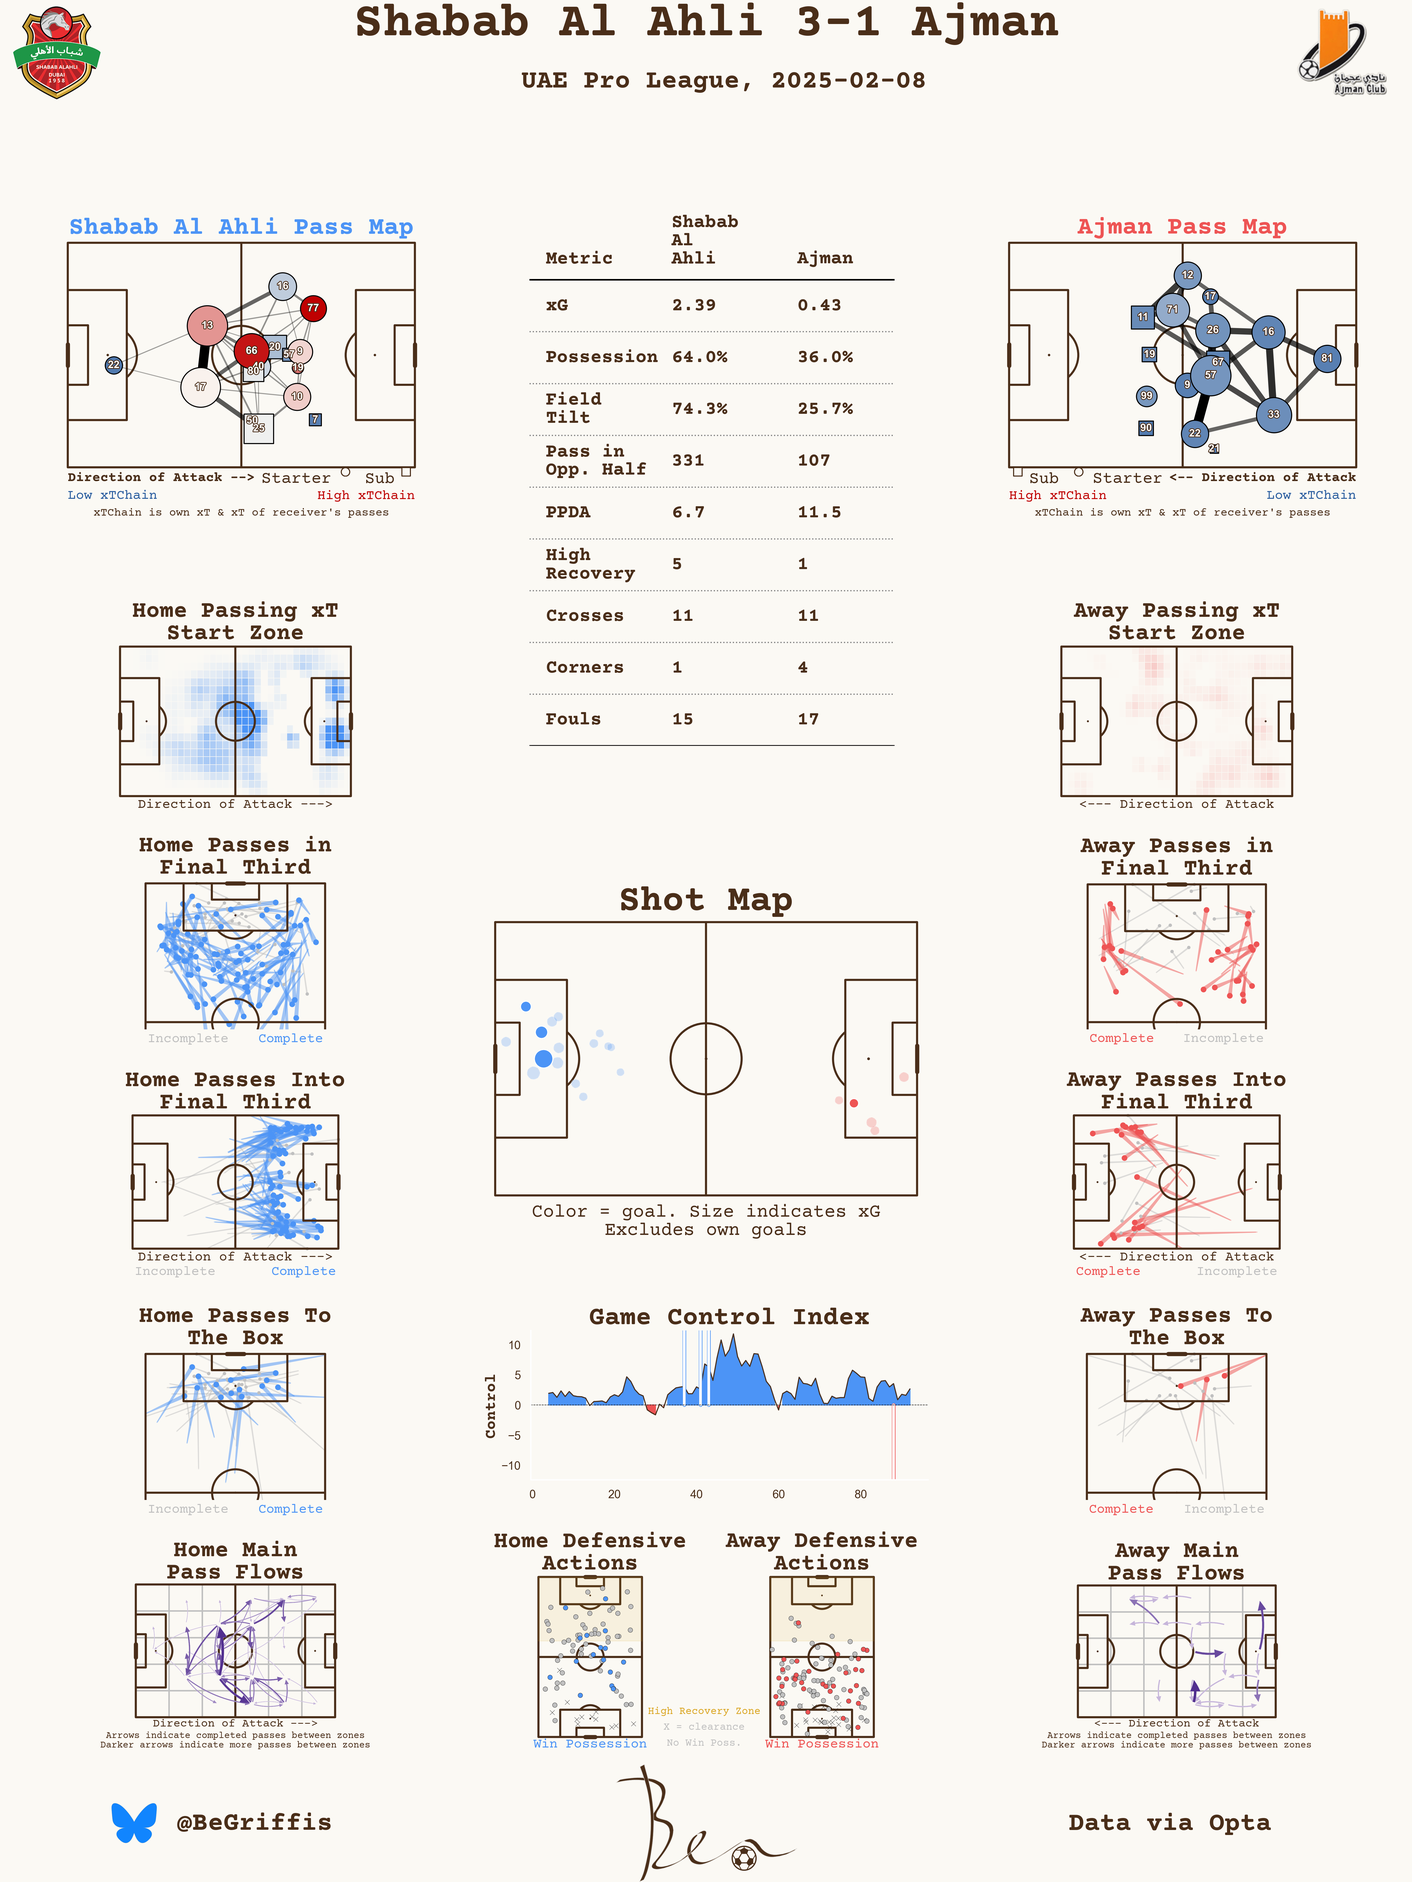 Shabab Al Ahli 3-1 Ajman
UAE Pro League, 2025-02-08
شباب الأهلي
SHABAB ALAHLI
DUBAI
1958
نادي عجمان
Ajman Club
Shabab Al Ahli Pass Map
16
77
13
66
20
57
9
40
80
19
22
17
10
50
25
7
Direction of Attack --> Starter Sub
Low xTChain High xTChain
xTChain is own xT & xT of receiver's passes
Metric Shabab Al Ahli Ajman
xG 2.39 0.43
Possession 64.0% 36.0%
Field Tilt 74.3% 25.7%
Pass in Opp. Half 331 107
PPDA 6.7 11.5
High Recovery 5 1
Crosses 11 11
Corners 1 4
Fouls 15 17
Ajman Pass Map
12
17
71
11
26
16
19
67
81
57
9
99
33
90
22
21
Sub Starter <-- Direction of Attack
High xTChain Low xTChain
xTChain is own xT & xT of receiver's passes
Home Passing xT
Start Zone
Direction of Attack --->
Away Passing xT
Start Zone
<--- Direction of Attack
Home Passes in
Final Third
Incomplete Complete
Away Passes in
Final Third
Complete Incomplete
Shot Map
Color = goal. Size indicates xG
Excludes own goals
Home Passes Into
Final Third
Direction of Attack --->
Incomplete Complete
Away Passes Into
Final Third
<--- Direction of Attack
Complete Incomplete
Home Passes To
The Box
Incomplete Complete
Game Control Index
Control
10
5
0
−5
−10
0 20 40 60 80
Away Passes To
The Box
Complete Incomplete
Home Main
Pass Flows
Direction of Attack --->
Arrows indicate completed passes between zones
Darker arrows indicate more passes between zones
Home Defensive
Actions
Win Possession
High Recovery Zone
X = clearance
No Win Poss.
Away Defensive
Actions
Win Possession
Away Main
Pass Flows
<--- Direction of Attack
Arrows indicate completed passes between zones
Darker arrows indicate more passes between zones
@BeGriffis
Ben
Data via Opta